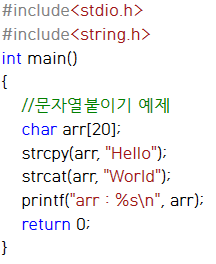 #include<stdio.h>
#include<string.h>
int main()
{
//문자열붙이기 예제
char arr[20];
strcpy(arr, "Hello");
strcat(arr, "World");
printf("arr : %s\n", arr);
return 0;
}